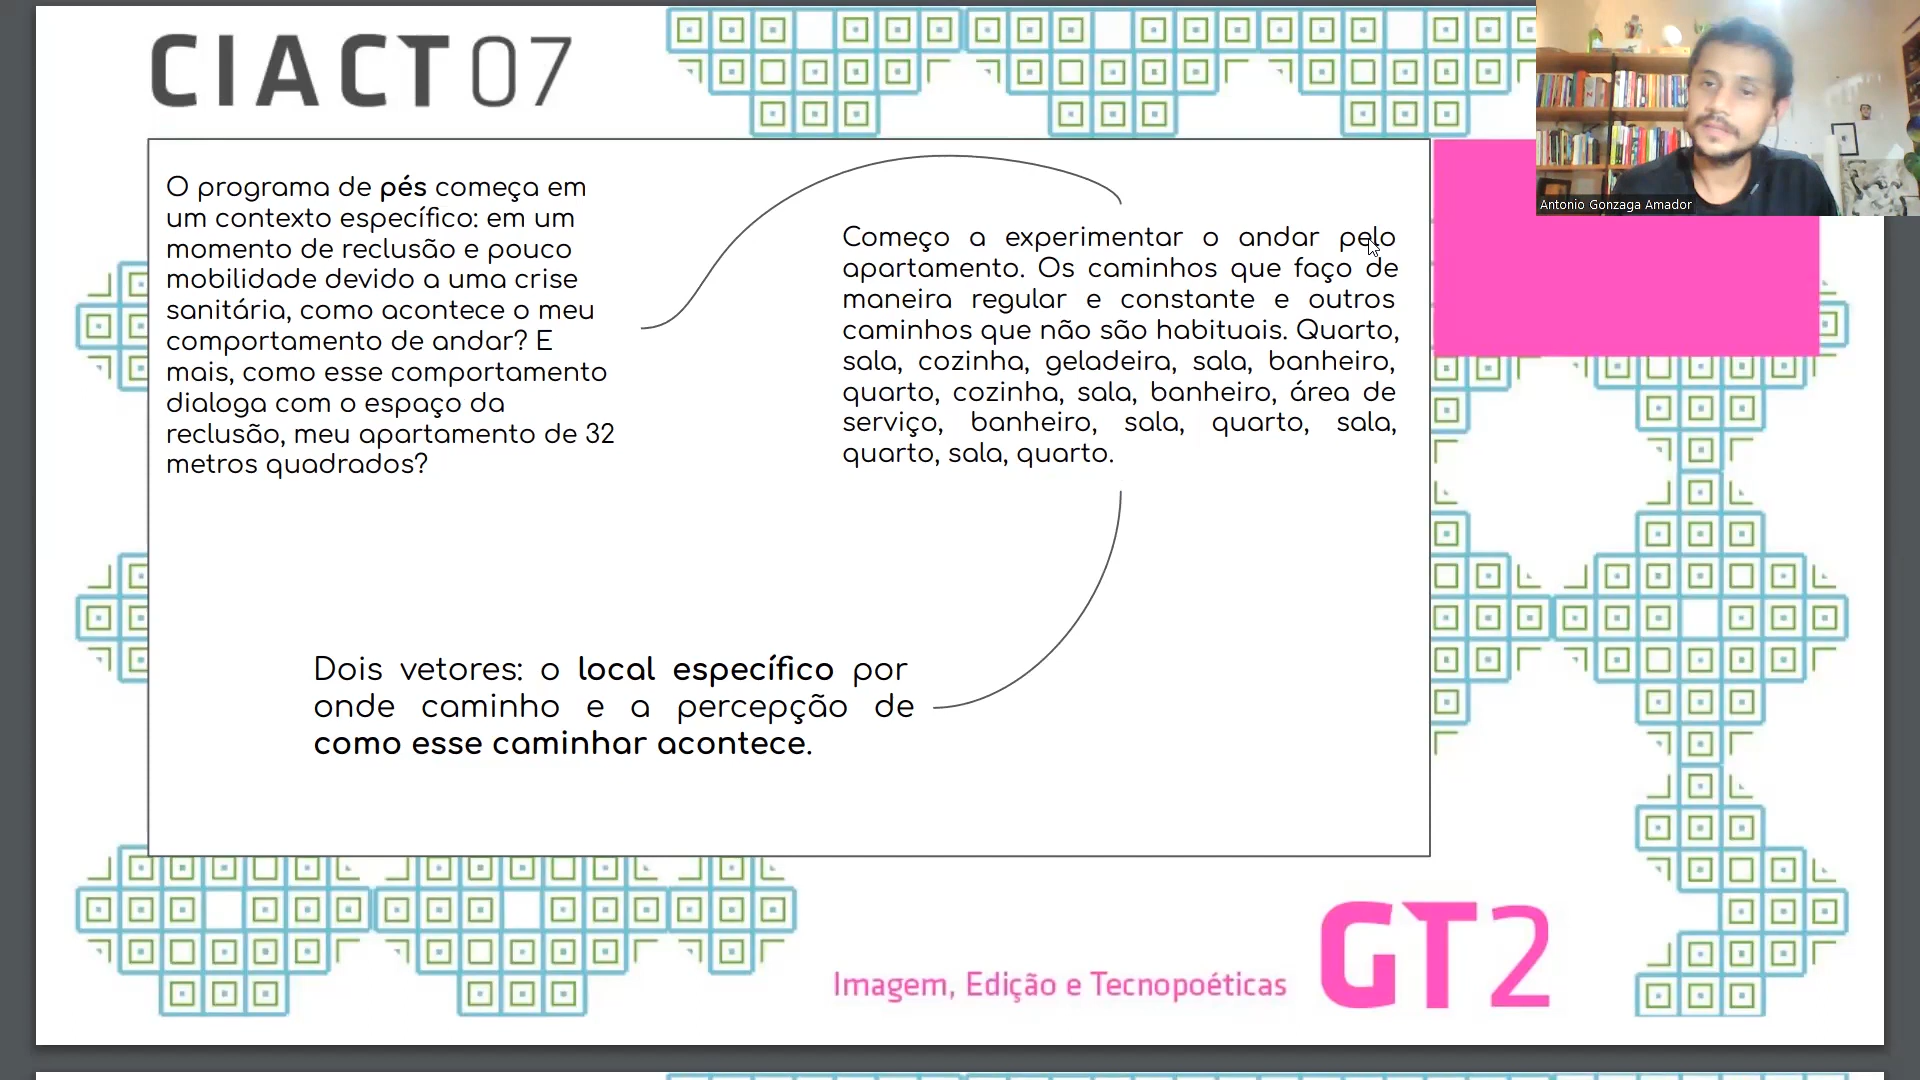 CIACT07
Antonio Gonzaga Amador
O programa de pés começa em
um contexto específico: em um
momento de reclusão e pouco
mobilidade devido a uma crise
sanitária, como acontece o meu
comportamento de andar? E
mais, como esse comportamento
dialoga com o espaço da
reclusão, meu apartamento de 32
metros quadrados?
Começo a experimentar o andar pelo
apartamento. Os caminhos que faço de
maneira regular e constante e outros
caminhos que não são habituais. Quarto,
sala, cozinha, geladeira, sala, banheiro,
quarto, cozinha, sala, banheiro, área de
serviço, banheiro, sala, quarto, sala,
quarto, sala, quarto.
Dois vetores: o local específico por
onde caminho e a percepção de
como esse caminhar acontece.
Imagem, Edição e Tecnopoéticas
GT2